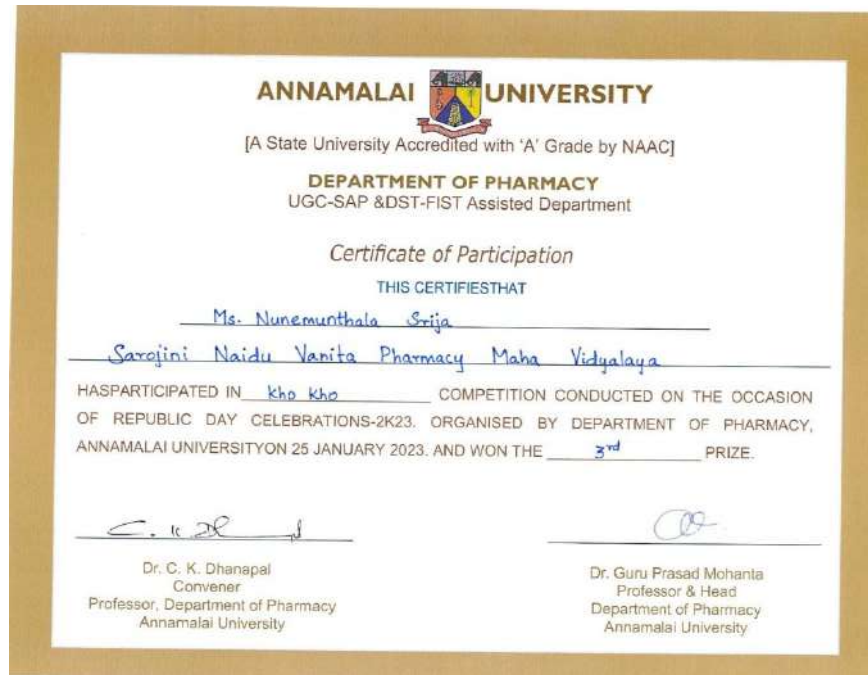 ANNAMALAI UNIVERSITY
[A State University Accredited with 'A' Grade by NAAC]
DEPARTMENT OF PHARMACY
UGC-SAP &DST-FIST Assisted Department
Certificate of Participation
THIS CERTIFIESTHAT
Ms. Nunemunthala Srija
Sarojini Naidu Vanita Pharmacy Maha Vidyalaya
HASPARTICIPATED IN kho kho COMPETITION CONDUCTED ON THE OCCASION
OF REPUBLIC DAY CELEBRATIONS-2K23. ORGANISED BY DEPARTMENT OF PHARMACY,
ANNAMALAI UNIVERSITYON 25 JANUARY 2023. AND WON THE 3rd PRIZE.
Dr. C. K. Dhanapal
Convener
Professor, Department of Pharmacy
Annamalai University
Dr. Guru Prasad Mohanta
Professor & Head
Department of Pharmacy
Annamalai University